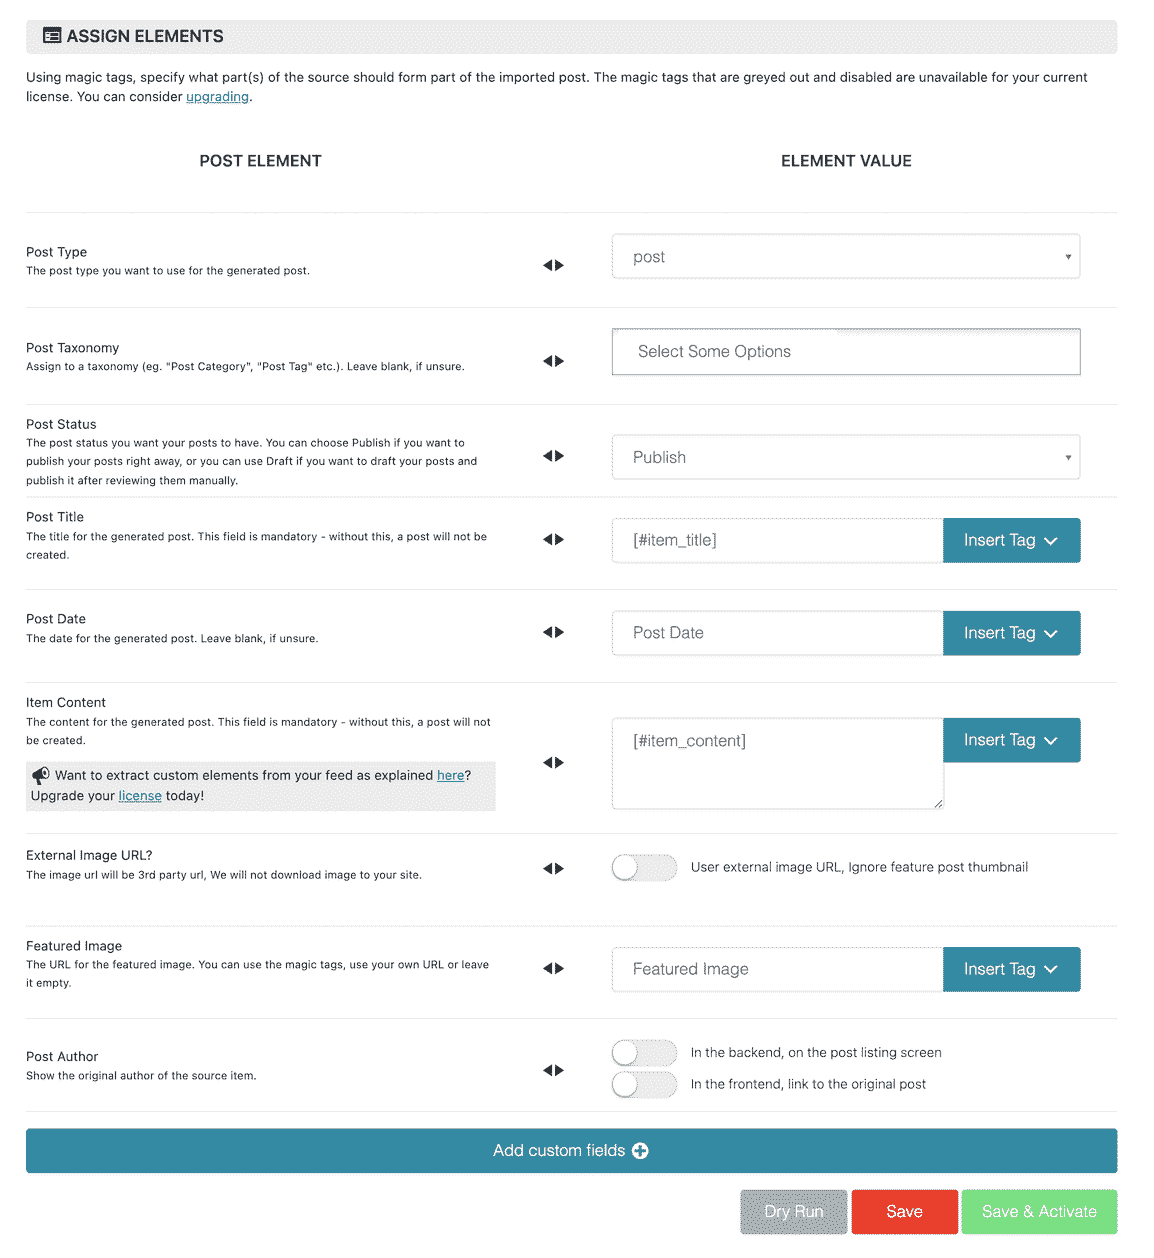 ASSIGN ELEMENTS
Using magic tags, specify what part(s) of the source should form part of the imported post. The magic tags that are greyed out and disabled are unavailable for your current
license. You can consider upgrading.
POST ELEMENT
ELEMENT VALUE
Post Type
The post type you want to use for the generated post.
post
Post Taxonomy
Assign to a taxonomy (eg. "Post Category", "Post Tag" etc.). Leave blank, if unsure.
Select Some Options
Post Status
The post status you want your posts to have. You can choose Publish if you want to
publish your posts right away, or you can use Draft if you want to draft your posts and
publish it after reviewing them manually.
Publish
Post Title
The title for the generated post. This field is mandatory - without this, a post will not be
created.
[#item_title]
Insert Tag
Post Date
The date for the generated post. Leave blank, if unsure.
Post Date
Insert Tag
Item Content
The content for the generated post. This field is mandatory - without this, a post will not
be created.
Want to extract custom elements from your feed as explained here?
Upgrade your license today!
[#item_content]
Insert Tag
External Image URL?
The image url will be 3rd party url, We will not download image to your site.
User external image URL, Ignore feature post thumbnail
Featured Image
The URL for the featured image. You can use the magic tags, use your own URL or leave
it empty.
Featured Image
Insert Tag
Post Author
Show the original author of the source item.
In the backend, on the post listing screen
In the frontend, link to the original post
Add custom fields
Dry Run
Save
Save & Activate